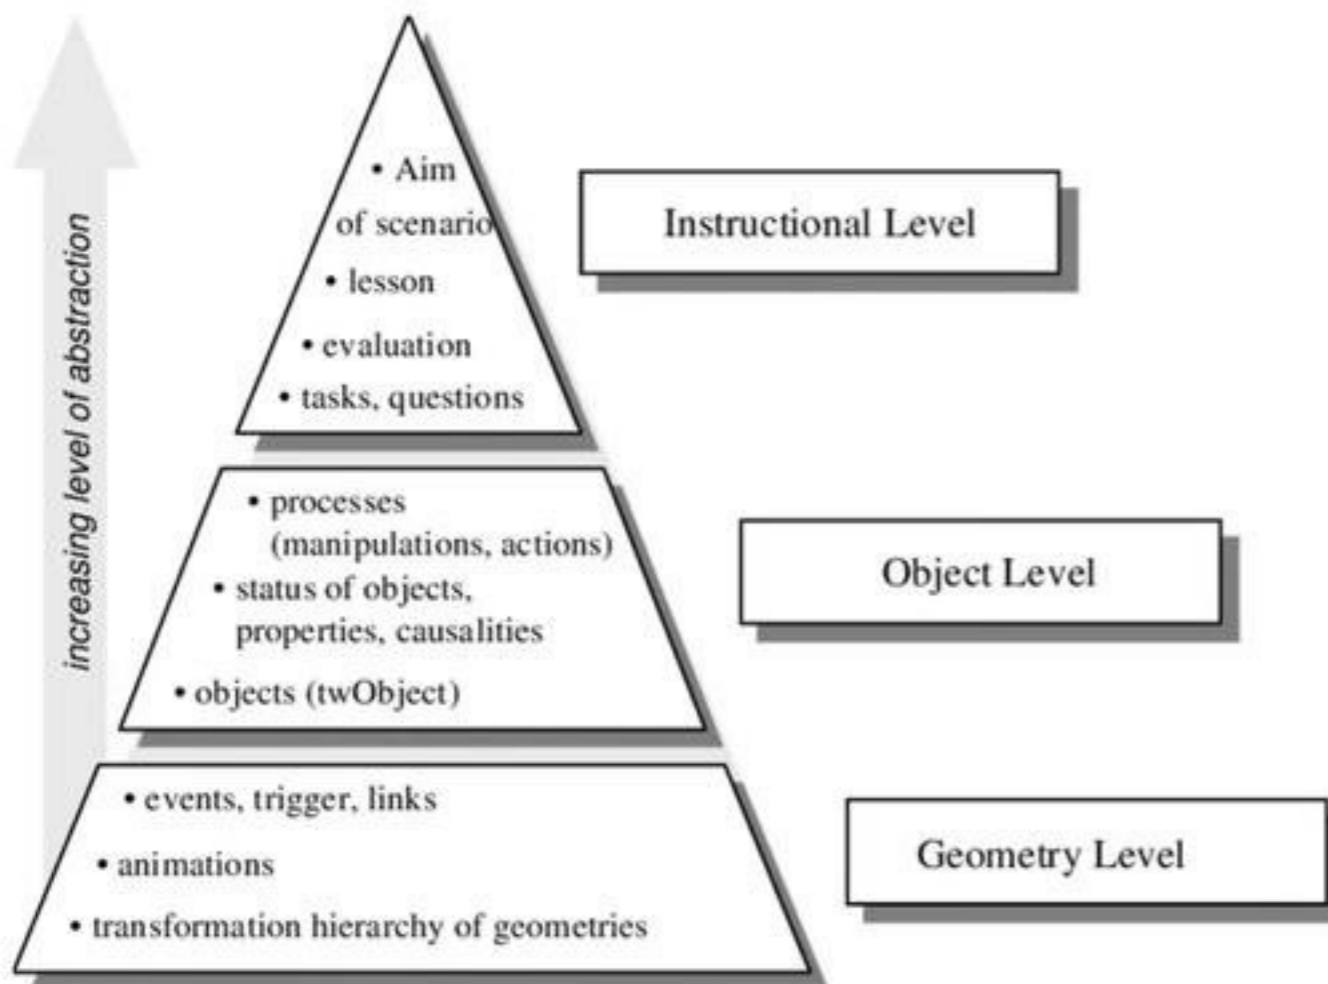 increasing level of abstraction
• Aim
of scenario
• lesson
• evaluation
• tasks, questions
Instructional Level
• processes
(manipulations, actions)
• status of objects,
properties, causalities
• objects (twObject)
Object Level
• events, trigger, links
• animations
• transformation hierarchy of geometries
Geometry Level